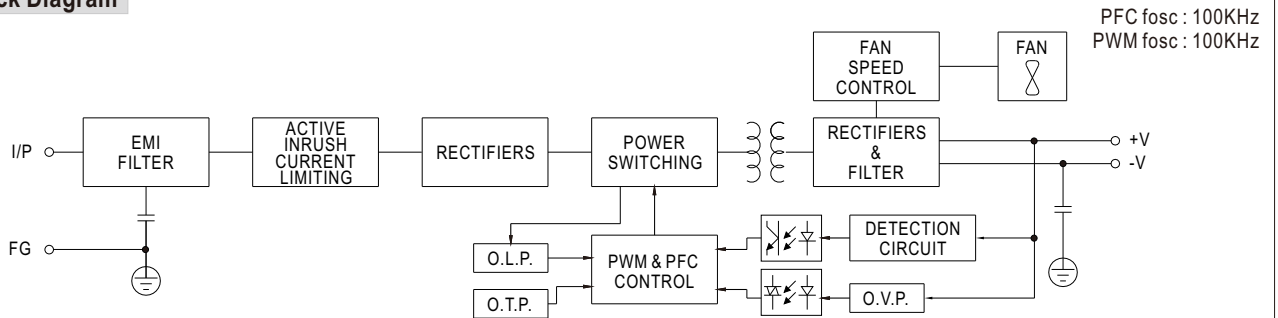 ck Diagram
PFC fosc : 100KHz
PWM fosc : 100KHz
FAN
SPEED
CONTROL
FAN
I/P
EMI
FILTER
ACTIVE
INRUSH
CURRENT
LIMITING
RECTIFIERS
POWER
SWITCHING
RECTIFIERS
&
FILTER
+V
-V
FG
O.L.P.
O.T.P.
PWM & PFC
CONTROL
DETECTION
CIRCUIT
O.V.P.